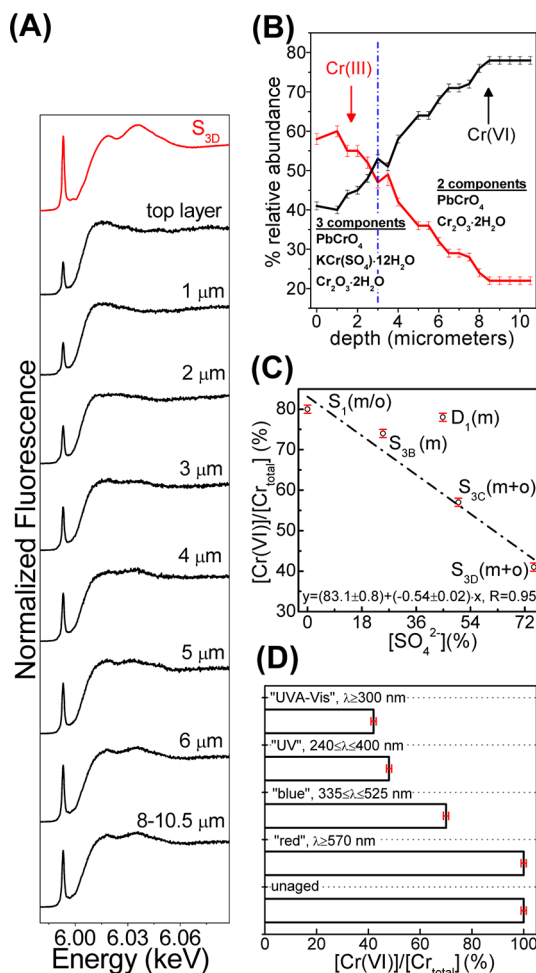 (A)
S3D
top layer
1 μm
2 μm
3 μm
4 μm
5 μm
6 μm
8-10.5 μm
Normalized Fluorescence
6.00 6.03 6.06
Energy (keV)
(B)
80
70
60
50
40
30
20
% relative abundance
Cr(III)
Cr(VI)
3 components
PbCrO4
KCr(SO4)·12H2O
Cr2O3·2H2O
2 components
PbCrO4
Cr2O3·2H2O
0 2 4 6 8 10
depth (micrometers)
(C)
80
70
60
50
40
30
[Cr(VI)]/[Crtotal] (%)
S1(m/o)
D1(m)
S3B(m)
S3C(m+o)
S3D(m+o)
y=(83.1±0.8)+(-0.54±0.02)·x, R=0.95
0 18 36 54 72
[SO42-](%)
(D)
"UVA-Vis", λ≥300 nm
"UV", 240≤λ≤400 nm
"blue", 335≤λ≤525 nm
"red", λ≥570 nm
unaged
0 20 40 60 80 100
[Cr(VI)]/[Crtotal] (%)